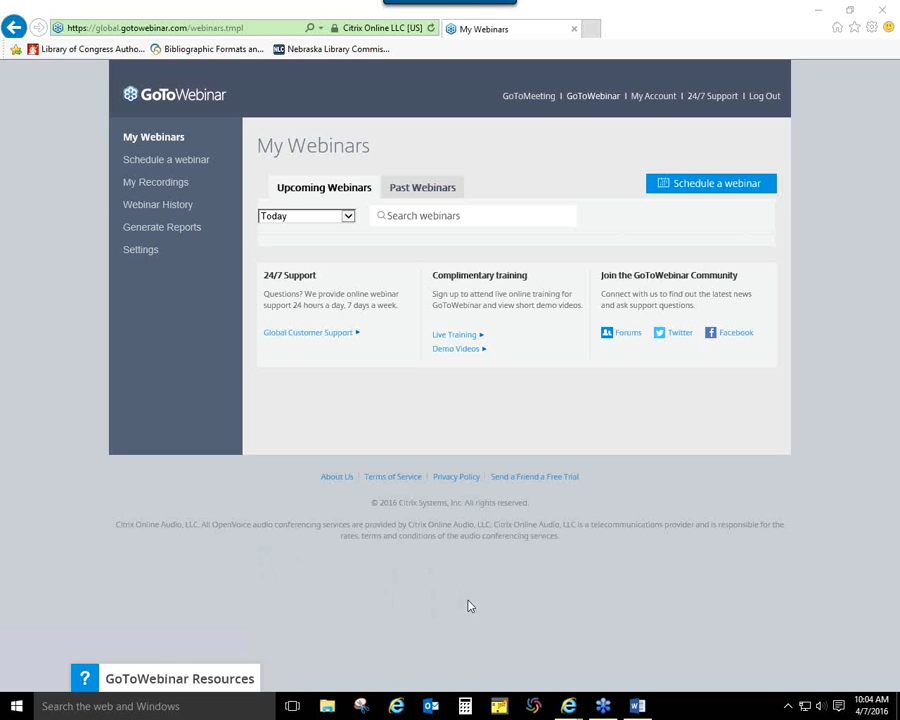 https://global.gotowebinar.com/webinars.tmpl
Citrix Online LLC [US]
My Webinars
Library of Congress Autho...
Bibliographic Formats an...
NLC
Nebraska Library Commis...
GoToWebinar
GoToMeeting | GoToWebinar | My Account | 24/7 Support | Log Out
My Webinars
Schedule a webinar
My Recordings
Webinar History
Generate Reports
Settings
My Webinars
Upcoming Webinars
Past Webinars
Schedule a webinar
Today
Search webinars
24/7 Support
Questions? We provide online webinar
support 24 hours a day, 7 days a week.
Global Customer Support
Complimentary training
Sign up to attend live online training for
GoToWebinar and view short demo videos.
Live Training
Demo Videos
Join the GoToWebinar Community
Connect with us to find out the latest news
and ask support questions.
Forums
Twitter
Facebook
About Us | Terms of Service | Privacy Policy | Send a Friend a Free Trial
© 2016 Citrix Systems, Inc. All rights reserved.
Citrix Online Audio, LLC. All OpenVoice audio conferencing services are provided by Citrix Online Audio, LLC. Citrix Online Audio, LLC is a telecommunications provider and is responsible for the
rates, terms and conditions of the audio conferencing services.
? GoToWebinar Resources
Search the web and Windows
10:04 AM
4/7/2016